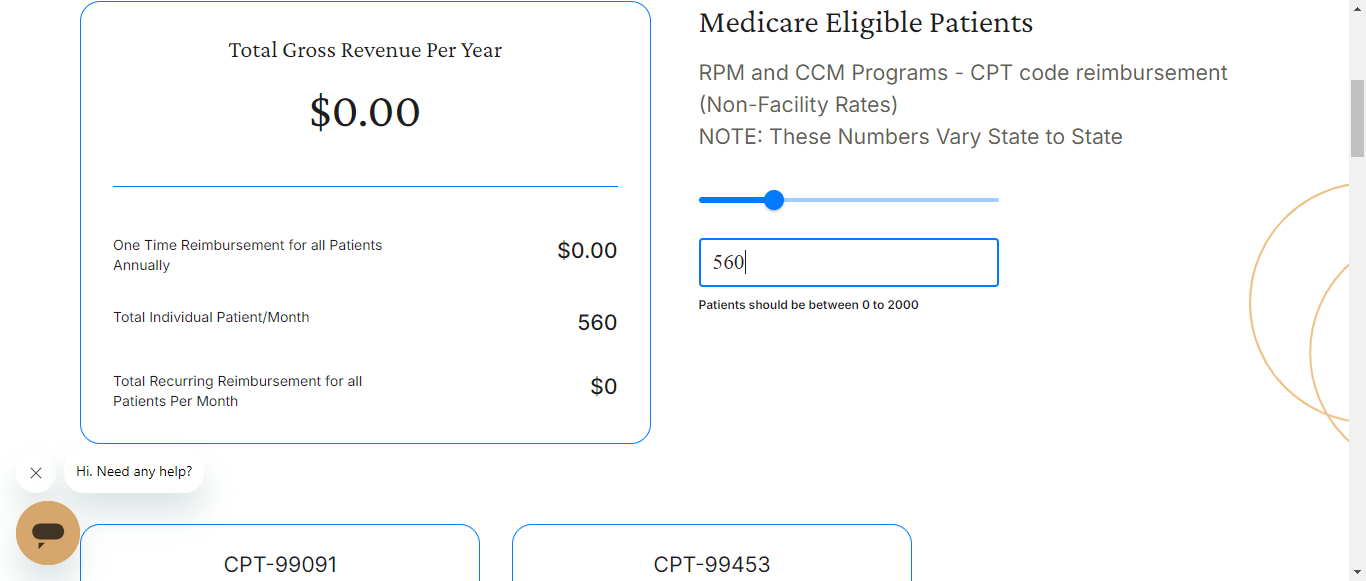 Total Gross Revenue Per Year
$0.00
One Time Reimbursement for all Patients
Annually
$0.00
Total Individual Patient/Month
560
Total Recurring Reimbursement for all
Patients Per Month
$0
Medicare Eligible Patients
RPM and CCM Programs - CPT code reimbursement
(Non-Facility Rates)
NOTE: These Numbers Vary State to State
560
Patients should be between 0 to 2000
Hi. Need any help?
CPT-99091
CPT-99453